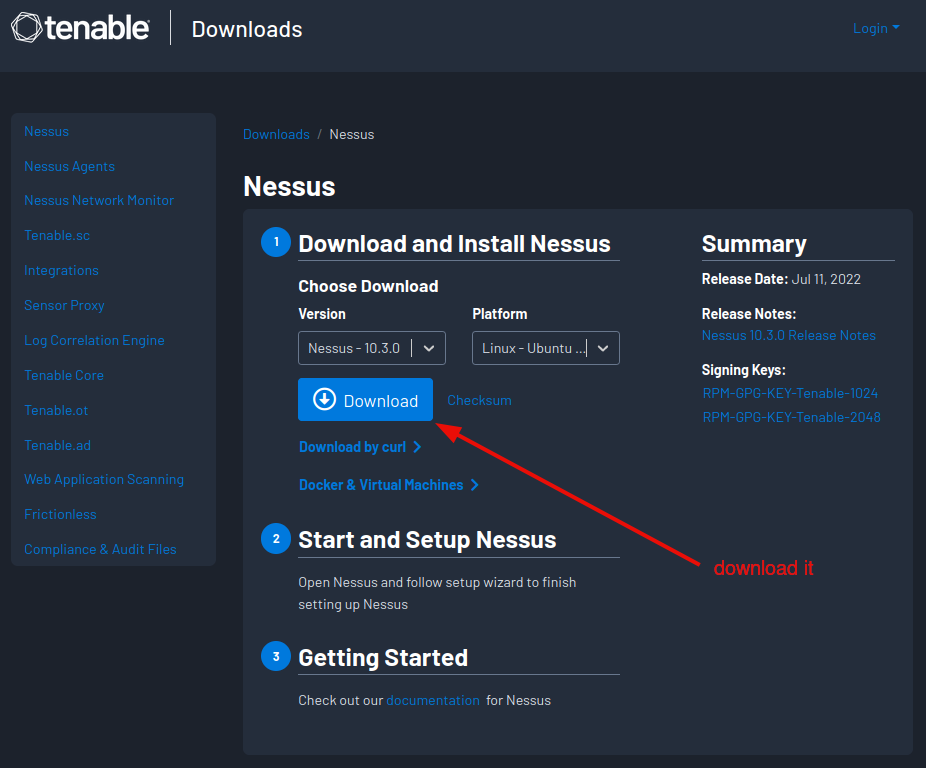 tenable
Downloads
Login
Nessus
Nessus Agents
Nessus Network Monitor
Tenable.sc
Integrations
Sensor Proxy
Log Correlation Engine
Tenable Core
Tenable.ot
Tenable.ad
Web Application Scanning
Frictionless
Compliance & Audit Files
Downloads / Nessus
Nessus
1 Download and Install Nessus
Choose Download
Version
Platform
Nessus - 10.3.0
Linux - Ubuntu ...
Download
Checksum
Download by curl
Docker & Virtual Machines
2 Start and Setup Nessus
Open Nessus and follow setup wizard to finish
setting up Nessus
3 Getting Started
Check out our documentation for Nessus
Summary
Release Date: Jul 11, 2022
Release Notes:
Nessus 10.3.0 Release Notes
Signing Keys:
RPM-GPG-KEY-Tenable-1024
RPM-GPG-KEY-Tenable-2048
download it